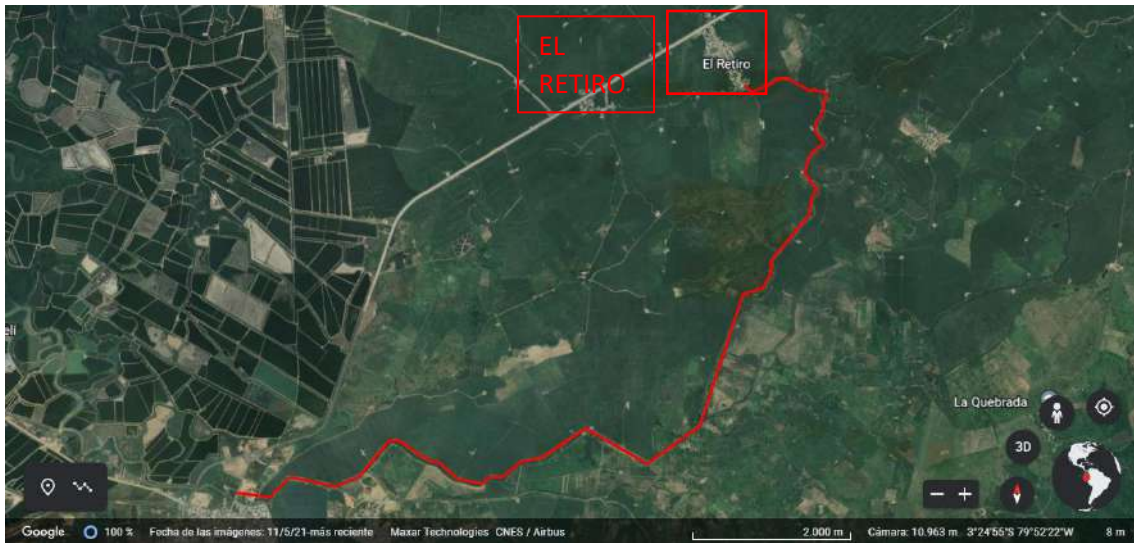 EL
RETIRO
El Retiro
eli
La Quebrada
3D
Google
100 %
Fecha de las imágenes: 11/5/21-más reciente
Maxar Technologies CNES / Airbus
2.000 m
Cámara: 10.963 m
3°24'55"S 79°52'22"W
8 m